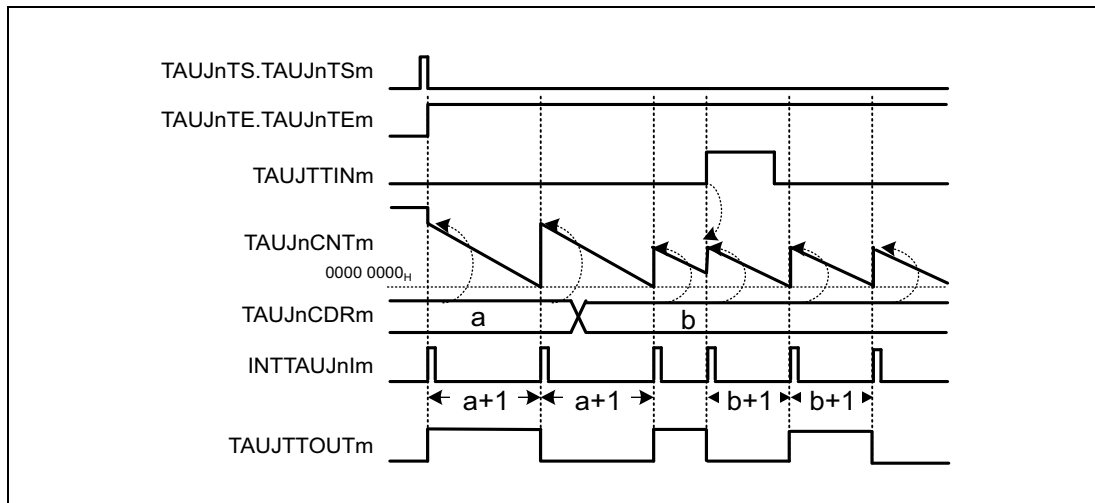 TAUJnTS.TAUJnTSm
TAUJnTE.TAUJnTEm
TAUJTTINm
TAUJnCNTm
0000 0000H
TAUJnCDRm
a b
INTTAUJnIm
a+1 a+1 b+1 b+1
TAUJTTOUTm